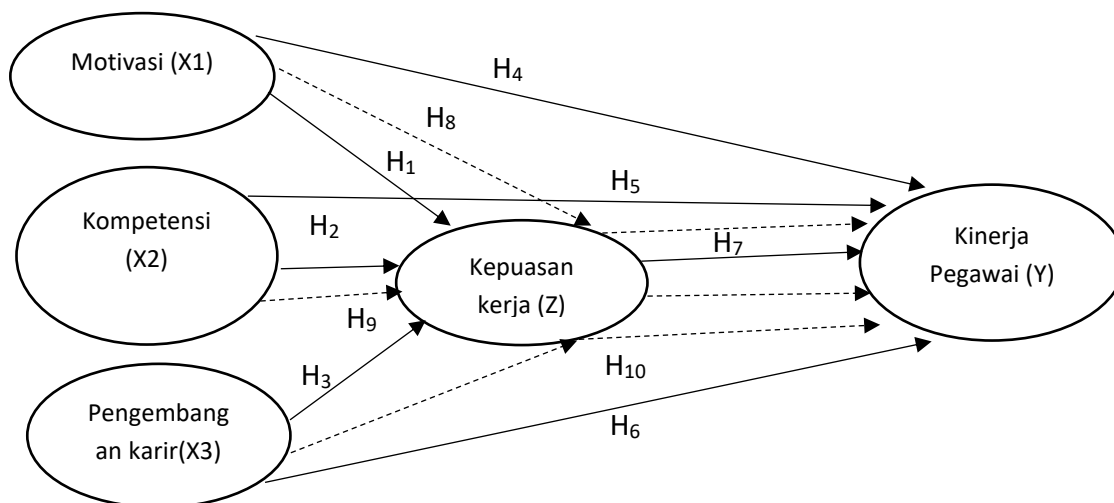 Motivasi (X1)
H4
H8
H1
H5
Kompetensi
(X2)
H2
H7
Kinerja
Pegawai (Y)
Kepuasan
kerja (Z)
H9
H3
H10
Pengembang
an karir(X3)
H6